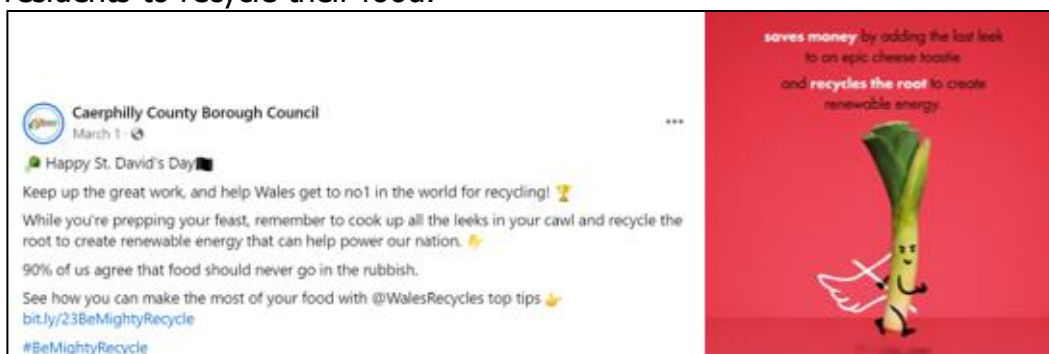 residents to recycle their food.
Caerphilly County Borough Council
March 1 ·
Happy St. David's Day
Keep up the great work, and help Wales get to no1 in the world for recycling!
While you're prepping your feast, remember to cook up all the leeks in your cawl and recycle the
root to create renewable energy that can help power our nation.
90% of us agree that food should never go in the rubbish.
See how you can make the most of your food with @WalesRecycles top tips
bit.ly/23BeMightyRecycle
#BeMightyRecycle
saves money by adding the last leek
to an epic cheese toastie
and recycles the root to create
renewable energy.